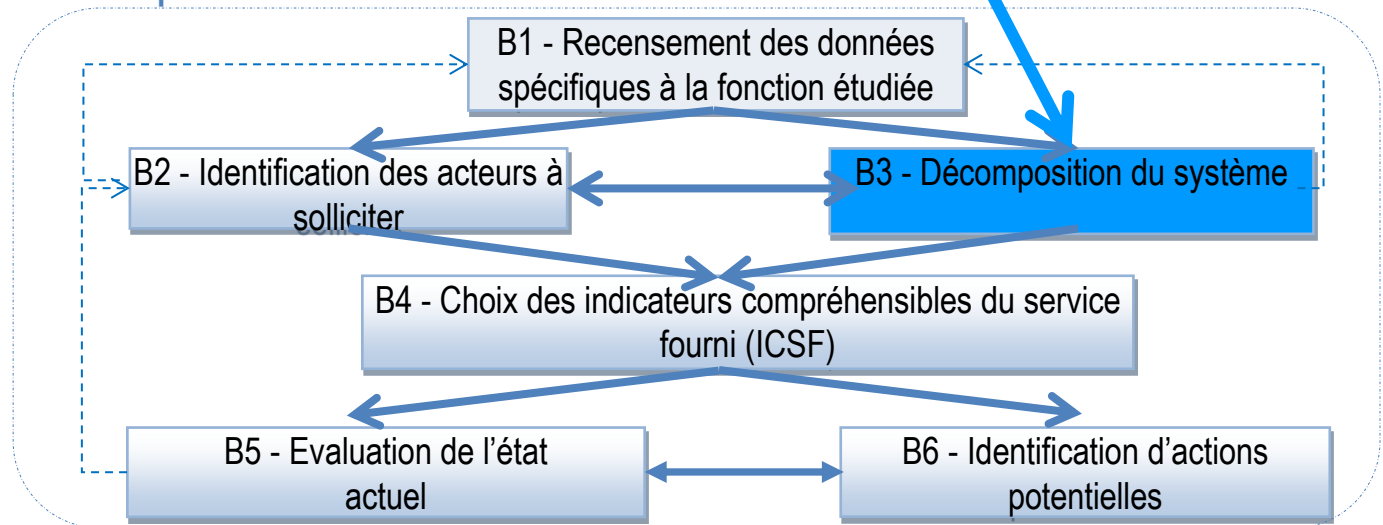 B1 - Recensement des données
spécifiques à la fonction étudiée
B2 - Identification des acteurs à
solliciter
B3 - Décomposition du système
B4 - Choix des indicateurs compréhensibles du service
fourni (ICSF)
B5 - Evaluation de l’état
actuel
B6 - Identification d’actions
potentielles